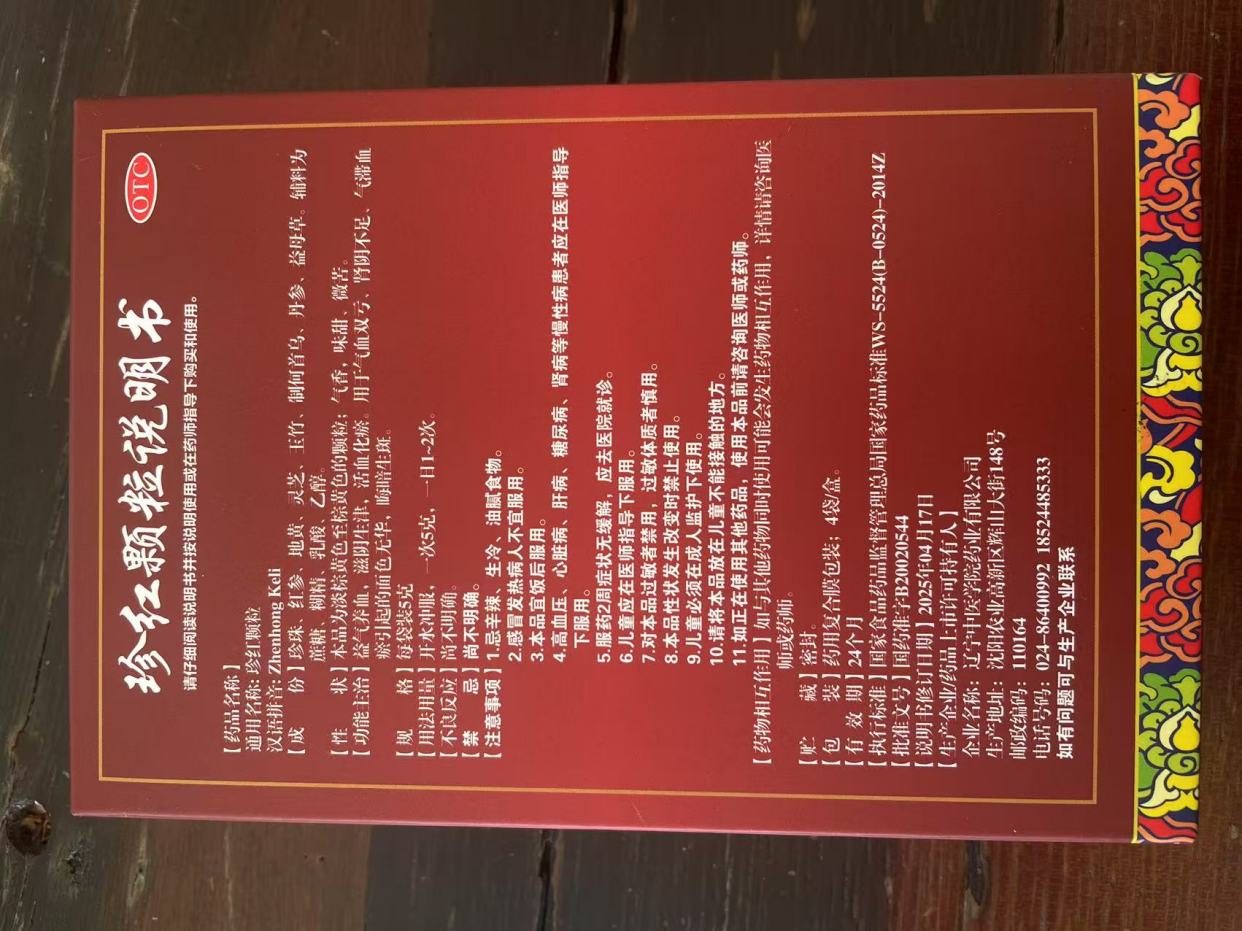 OTC
珍红颗粒说明书
请仔细阅读说明书并按说明使用或在药师指导下购买和使用。
【药品名称】
通用名称:珍红颗粒
汉语拼音:Zhenhong Keli
【成 份】珍珠、红参、地黄、灵芝、玉竹、制何首乌、丹参、益母草。辅料为
蔗糖、糊精、乳酸、乙醇。
【性 状】本品为淡棕黄色至棕黄色的颗粒;气香,味甜、微苦。
【功能主治】益气养血,滋阴生津,活血化瘀。用于气血双亏、肾阴不足、气滞血
瘀引起的面色无华,晦暗生斑。
【规 格】每袋装5克
【用法用量】开水冲服,一次5克,一日1~2次。
【不良反应】尚不明确。
【禁 忌】尚不明确。
【注意事项】1.忌辛辣、生冷、油腻食物。
2.感冒发热病人不宜服用。
3.本品宜饭后服用。
4.高血压、心脏病、肝病、糖尿病、肾病等慢性病患者应在医师指导
下服用。
5.服药2周症状无缓解,应去医院就诊。
6.儿童应在医师指导下服用。
7.对本品过敏者禁用,过敏体质者慎用。
8.本品性状发生改变时禁止使用。
9.儿童必须在成人监护下使用。
10.请将本品放在儿童不能接触的地方。
11.如正在使用其他药品,使用本品前请咨询医师或药师。
【药物相互作用】如与其他药物同时使用可能会发生药物相互作用,详情请咨询医
师或药师。
【贮 藏】密封。
【包 装】药用复合膜包装;4袋/盒。
【有 效 期】24个月
【执行标准】国家食品药品监督管理总局国家药品标准WS-5524(B-0524)-2014Z
【批准文号】国药准字B20020544
【说明书修订日期】2025年04月17日
【生产企业/药品上市许可持有人】
企业名称:辽宁中医学院药业有限公司
生产地址:沈阳农业高新区辉山大街148号
邮政编码:110164
电话号码:024-86400992 18524485333
如有问题可与生产企业联系